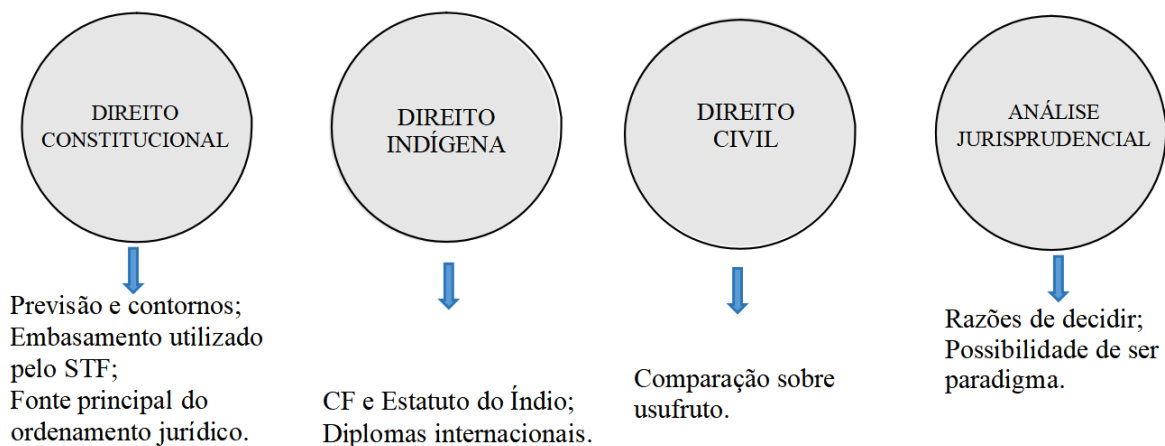 DIREITO
CONSTITUCIONAL
DIREITO
INDÍGENA
DIREITO
CIVIL
ANÁLISE
JURISPRUDENCIAL
Previsão e contornos;
Embasamento utilizado
pelo STF;
Fonte principal do
ordenamento jurídico.
CF e Estatuto do Índio;
Diplomas internacionais.
Comparação sobre
usufruto.
Razões de decidir;
Possibilidade de ser
paradigma.